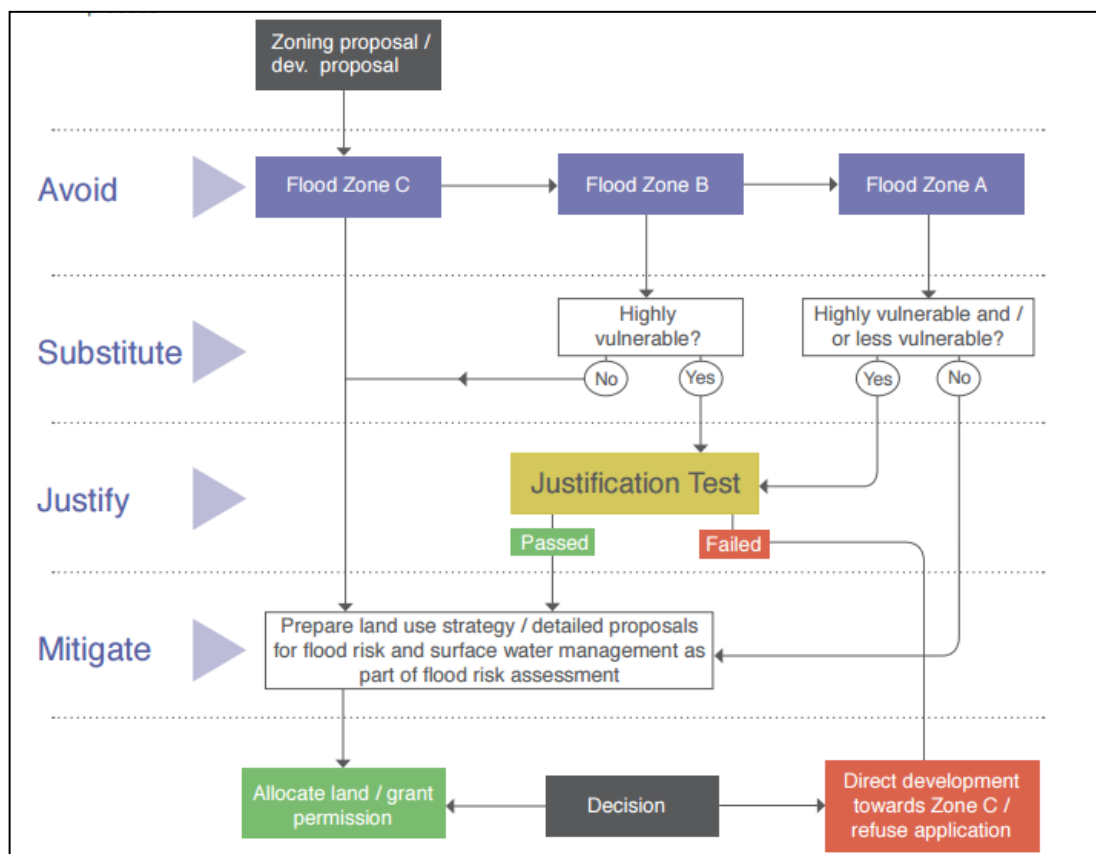 Zoning proposal /
dev. proposal
Avoid
Flood Zone C
Flood Zone B
Flood Zone A
Substitute
Highly
vulnerable?
Highly vulnerable and /
or less vulnerable?
No
Yes
Yes
No
Justify
Justification Test
Passed
Failed
Mitigate
Prepare land use strategy / detailed proposals
for flood risk and surface water management as
part of flood risk assessment
Allocate land / grant
permission
Decision
Direct development
towards Zone C /
refuse application